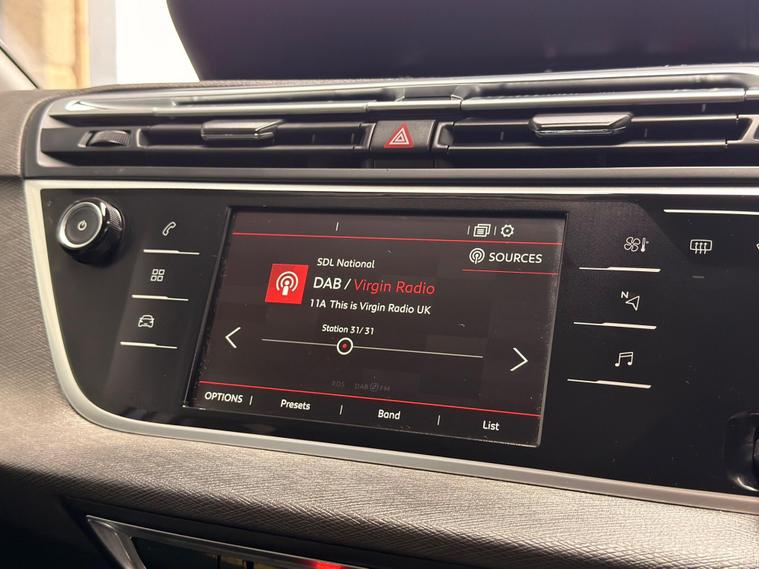 SOURCES
SDL National
DAB / Virgin Radio
11A This is Virgin Radio UK
Station 31/31
RDS DAB FM
OPTIONS Presets Band List
N